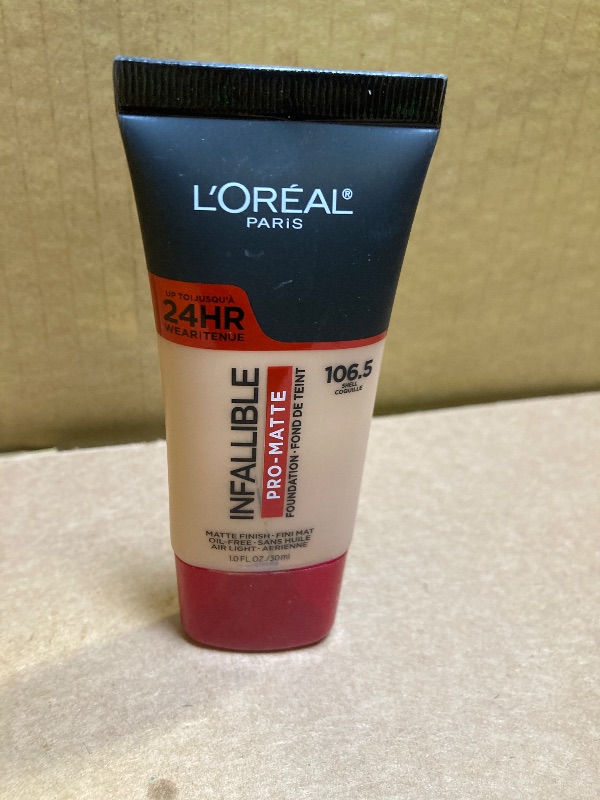 L'ORÉAL®
PARiS
UP TO/JUSQU'À
24HR
WEAR/TENUE
106.5
SHELL
COQUILLE
INFALLIBLE
PRO-MATTE
FOUNDATION • FOND DE TEINT
MATTE FINISH • FINI MAT
OIL-FREE • SANS HUILE
AIR LIGHT • AÉRIENNE
1.0 FL.OZ./30ml